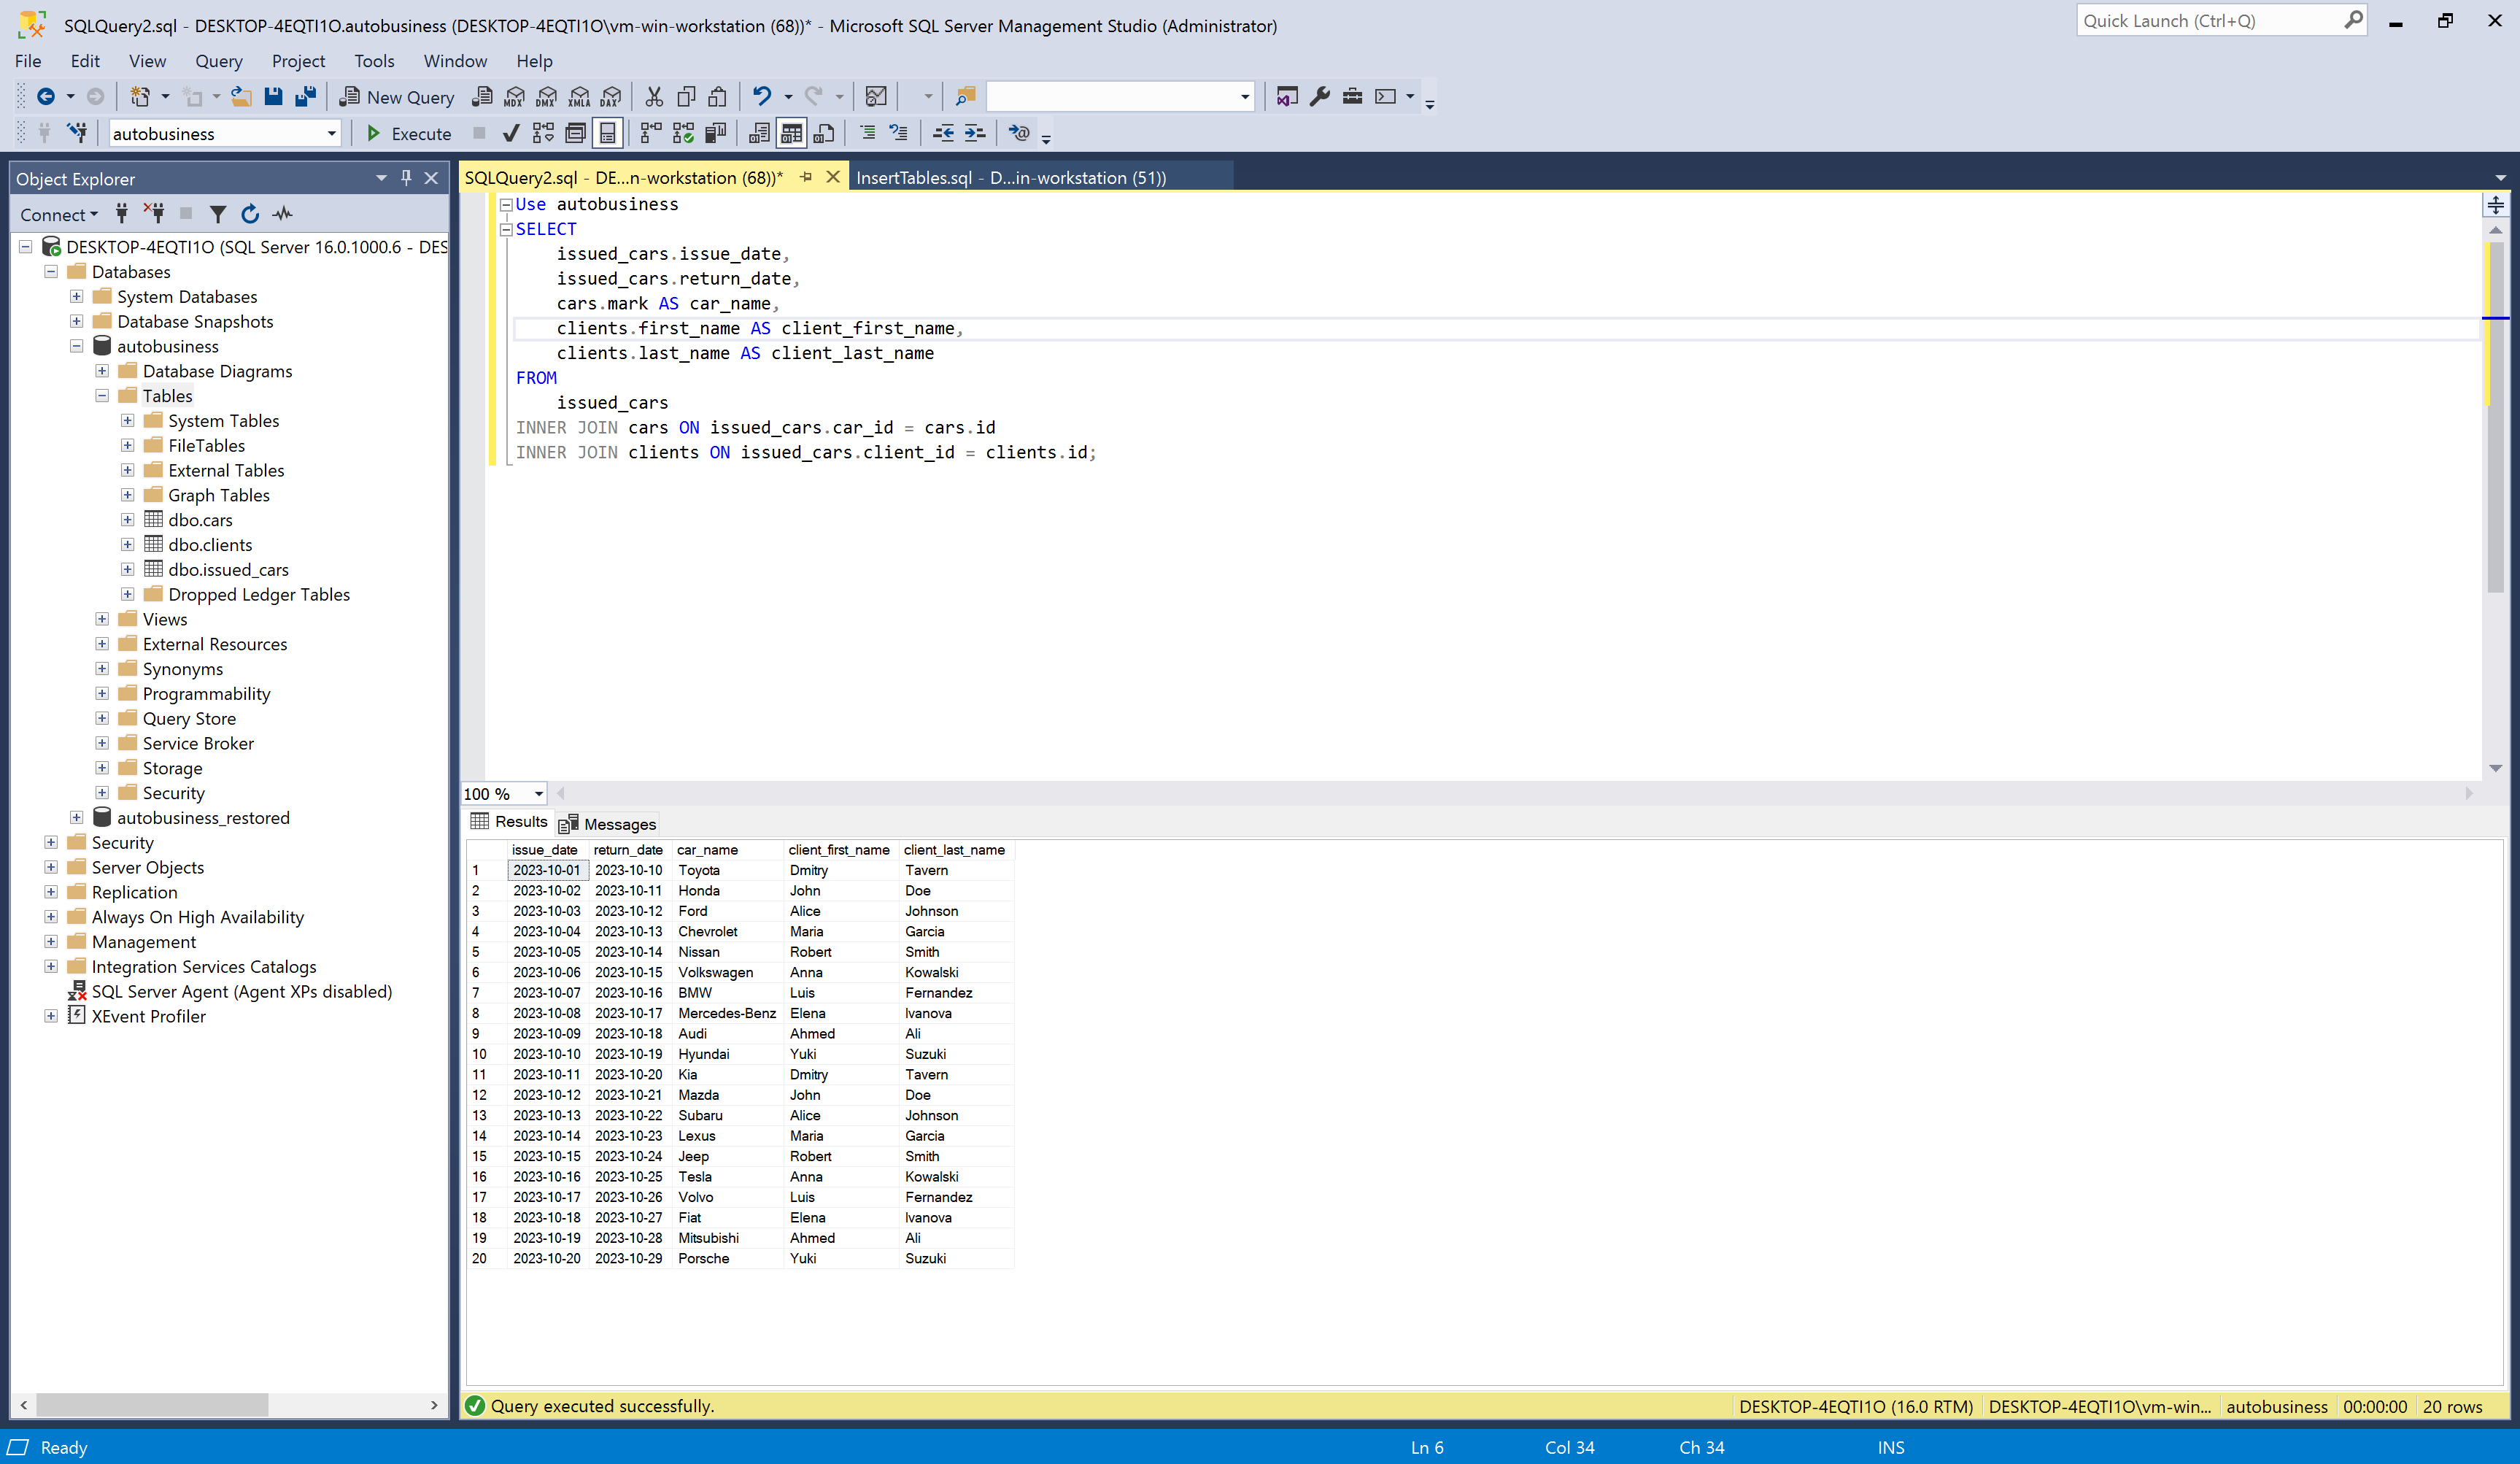 SQLQuery2.sql - DESKTOP-4EQTI1O.autobusiness (DESKTOP-4EQTI1O\vm-win-workstation (68))* - Microsoft SQL Server Management Studio (Administrator)
Quick Launch (Ctrl+Q)
File Edit View Query Project Tools Window Help
New Query MDX DMX XMLA DAX
autobusiness Execute
Object Explorer
Connect
DESKTOP-4EQTI1O (SQL Server 16.0.1000.6 - DES
Databases
System Databases
Database Snapshots
autobusiness
Database Diagrams
Tables
System Tables
FileTables
External Tables
Graph Tables
dbo.cars
dbo.clients
dbo.issued_cars
Dropped Ledger Tables
Views
External Resources
Synonyms
Programmability
Query Store
Service Broker
Storage
Security
autobusiness_restored
Security
Server Objects
Replication
Always On High Availability
Management
Integration Services Catalogs
SQL Server Agent (Agent XPs disabled)
XEvent Profiler
SQLQuery2.sql - DE...n-workstation (68))* InsertTables.sql - D...in-workstation (51))
Use autobusiness
SELECT
issued_cars.issue_date,
issued_cars.return_date,
cars.mark AS car_name,
clients.first_name AS client_first_name,
clients.last_name AS client_last_name
FROM
issued_cars
INNER JOIN cars ON issued_cars.car_id = cars.id
INNER JOIN clients ON issued_cars.client_id = clients.id;
100 %
Results Messages
issue_date return_date car_name client_first_name client_last_name
1 2023-10-01 2023-10-10 Toyota Dmitry Tavern
2 2023-10-02 2023-10-11 Honda John Doe
3 2023-10-03 2023-10-12 Ford Alice Johnson
4 2023-10-04 2023-10-13 Chevrolet Maria Garcia
5 2023-10-05 2023-10-14 Nissan Robert Smith
6 2023-10-06 2023-10-15 Volkswagen Anna Kowalski
7 2023-10-07 2023-10-16 BMW Luis Fernandez
8 2023-10-08 2023-10-17 Mercedes-Benz Elena Ivanova
9 2023-10-09 2023-10-18 Audi Ahmed Ali
10 2023-10-10 2023-10-19 Hyundai Yuki Suzuki
11 2023-10-11 2023-10-20 Kia Dmitry Tavern
12 2023-10-12 2023-10-21 Mazda John Doe
13 2023-10-13 2023-10-22 Subaru Alice Johnson
14 2023-10-14 2023-10-23 Lexus Maria Garcia
15 2023-10-15 2023-10-24 Jeep Robert Smith
16 2023-10-16 2023-10-25 Tesla Anna Kowalski
17 2023-10-17 2023-10-26 Volvo Luis Fernandez
18 2023-10-18 2023-10-27 Fiat Elena Ivanova
19 2023-10-19 2023-10-28 Mitsubishi Ahmed Ali
20 2023-10-20 2023-10-29 Porsche Yuki Suzuki
Query executed successfully. DESKTOP-4EQTI1O (16.0 RTM) DESKTOP-4EQTI1O\vm-win... autobusiness 00:00:00 20 rows
Ready Ln 6 Col 34 Ch 34 INS